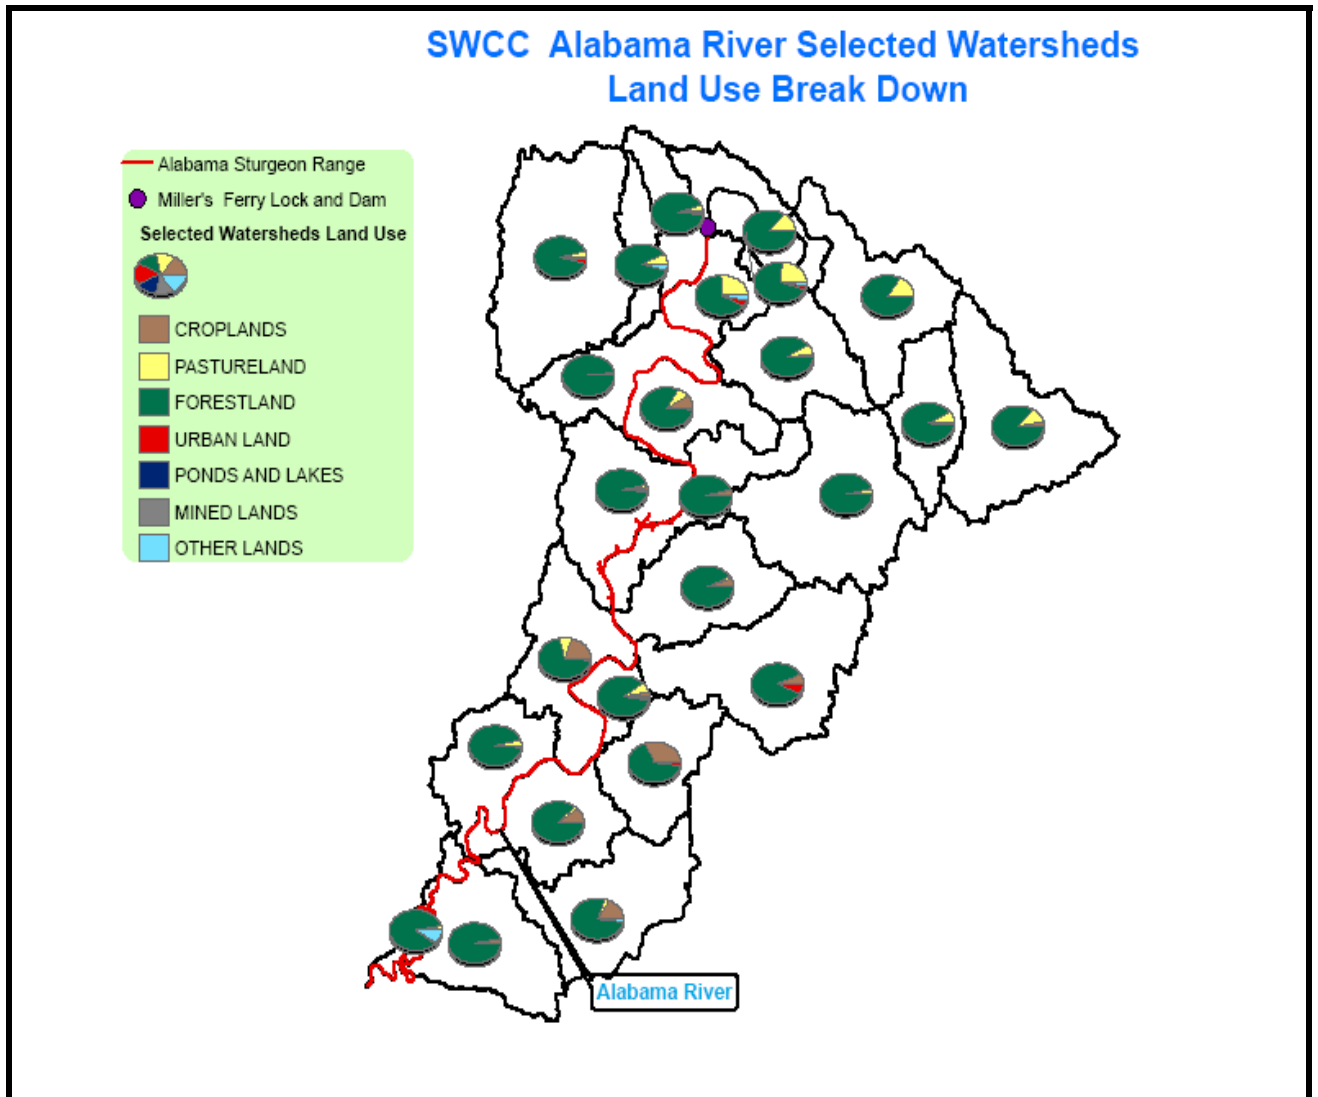 SWCC Alabama River Selected Watersheds
Land Use Break Down
Alabama Sturgeon Range
Miller's Ferry Lock and Dam
Selected Watersheds Land Use
CROPLANDS
PASTURELAND
FORESTLAND
URBAN LAND
PONDS AND LAKES
MINED LANDS
OTHER LANDS
Alabama River